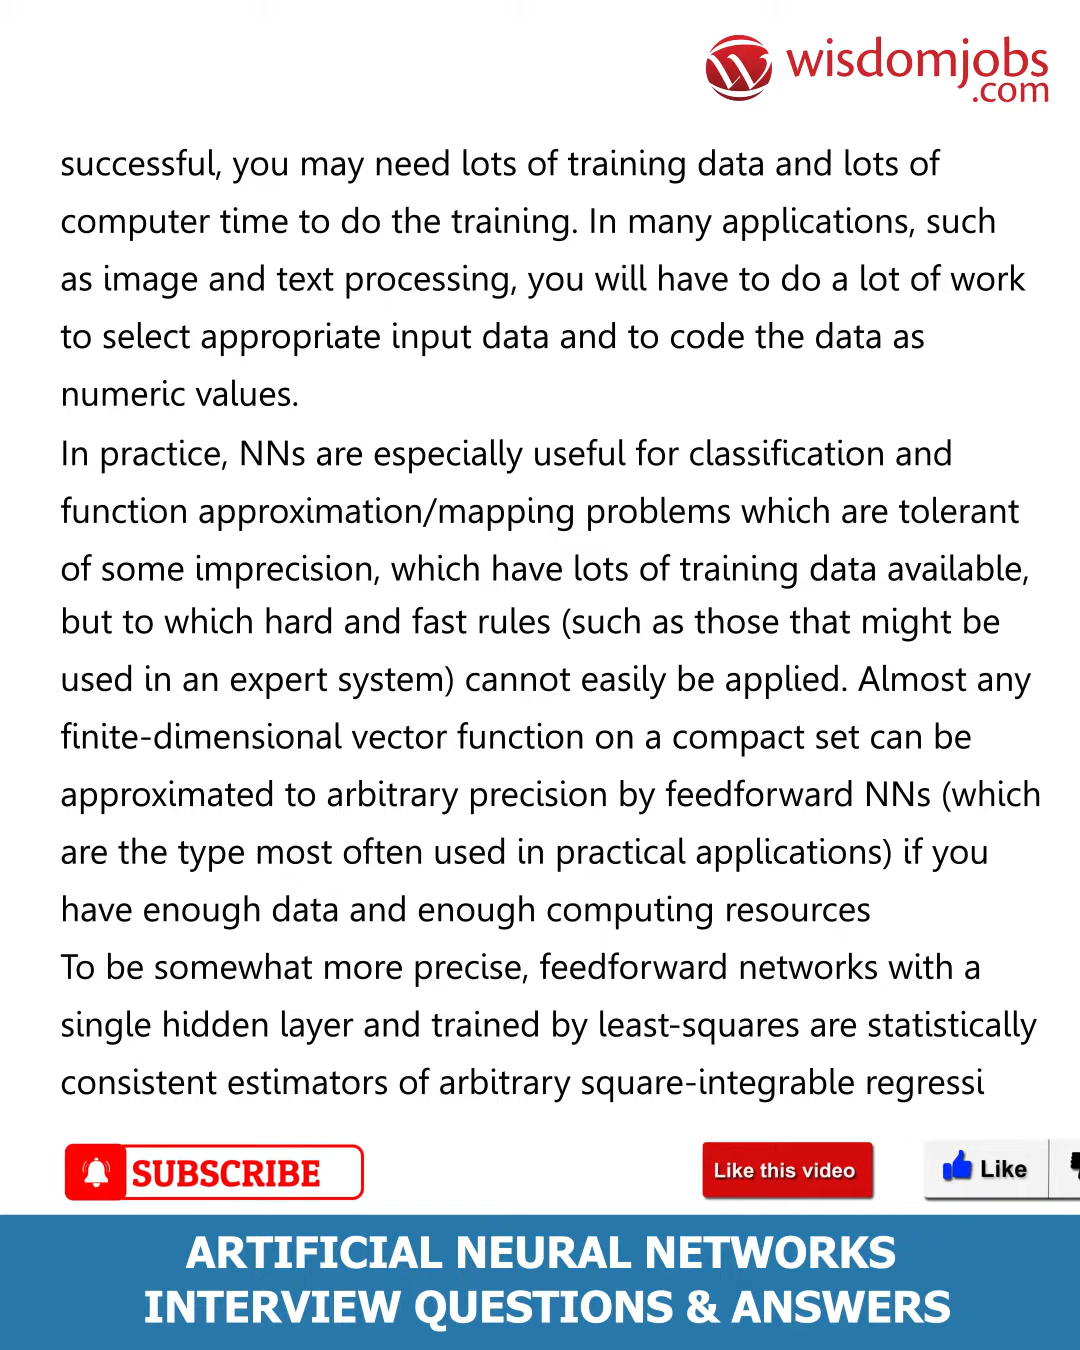 wisdomjobs
.com
successful, you may need lots of training data and lots of
computer time to do the training. In many applications, such
as image and text processing, you will have to do a lot of work
to select appropriate input data and to code the data as
numeric values.
In practice, NNs are especially useful for classification and
function approximation/mapping problems which are tolerant
of some imprecision, which have lots of training data available,
but to which hard and fast rules (such as those that might be
used in an expert system) cannot easily be applied. Almost any
finite-dimensional vector function on a compact set can be
approximated to arbitrary precision by feedforward NNs (which
are the type most often used in practical applications) if you
have enough data and enough computing resources
To be somewhat more precise, feedforward networks with a
single hidden layer and trained by least-squares are statistically
consistent estimators of arbitrary square-integrable regressi
SUBSCRIBE
Like this video
Like
ARTIFICIAL NEURAL NETWORKS
INTERVIEW QUESTIONS & ANSWERS